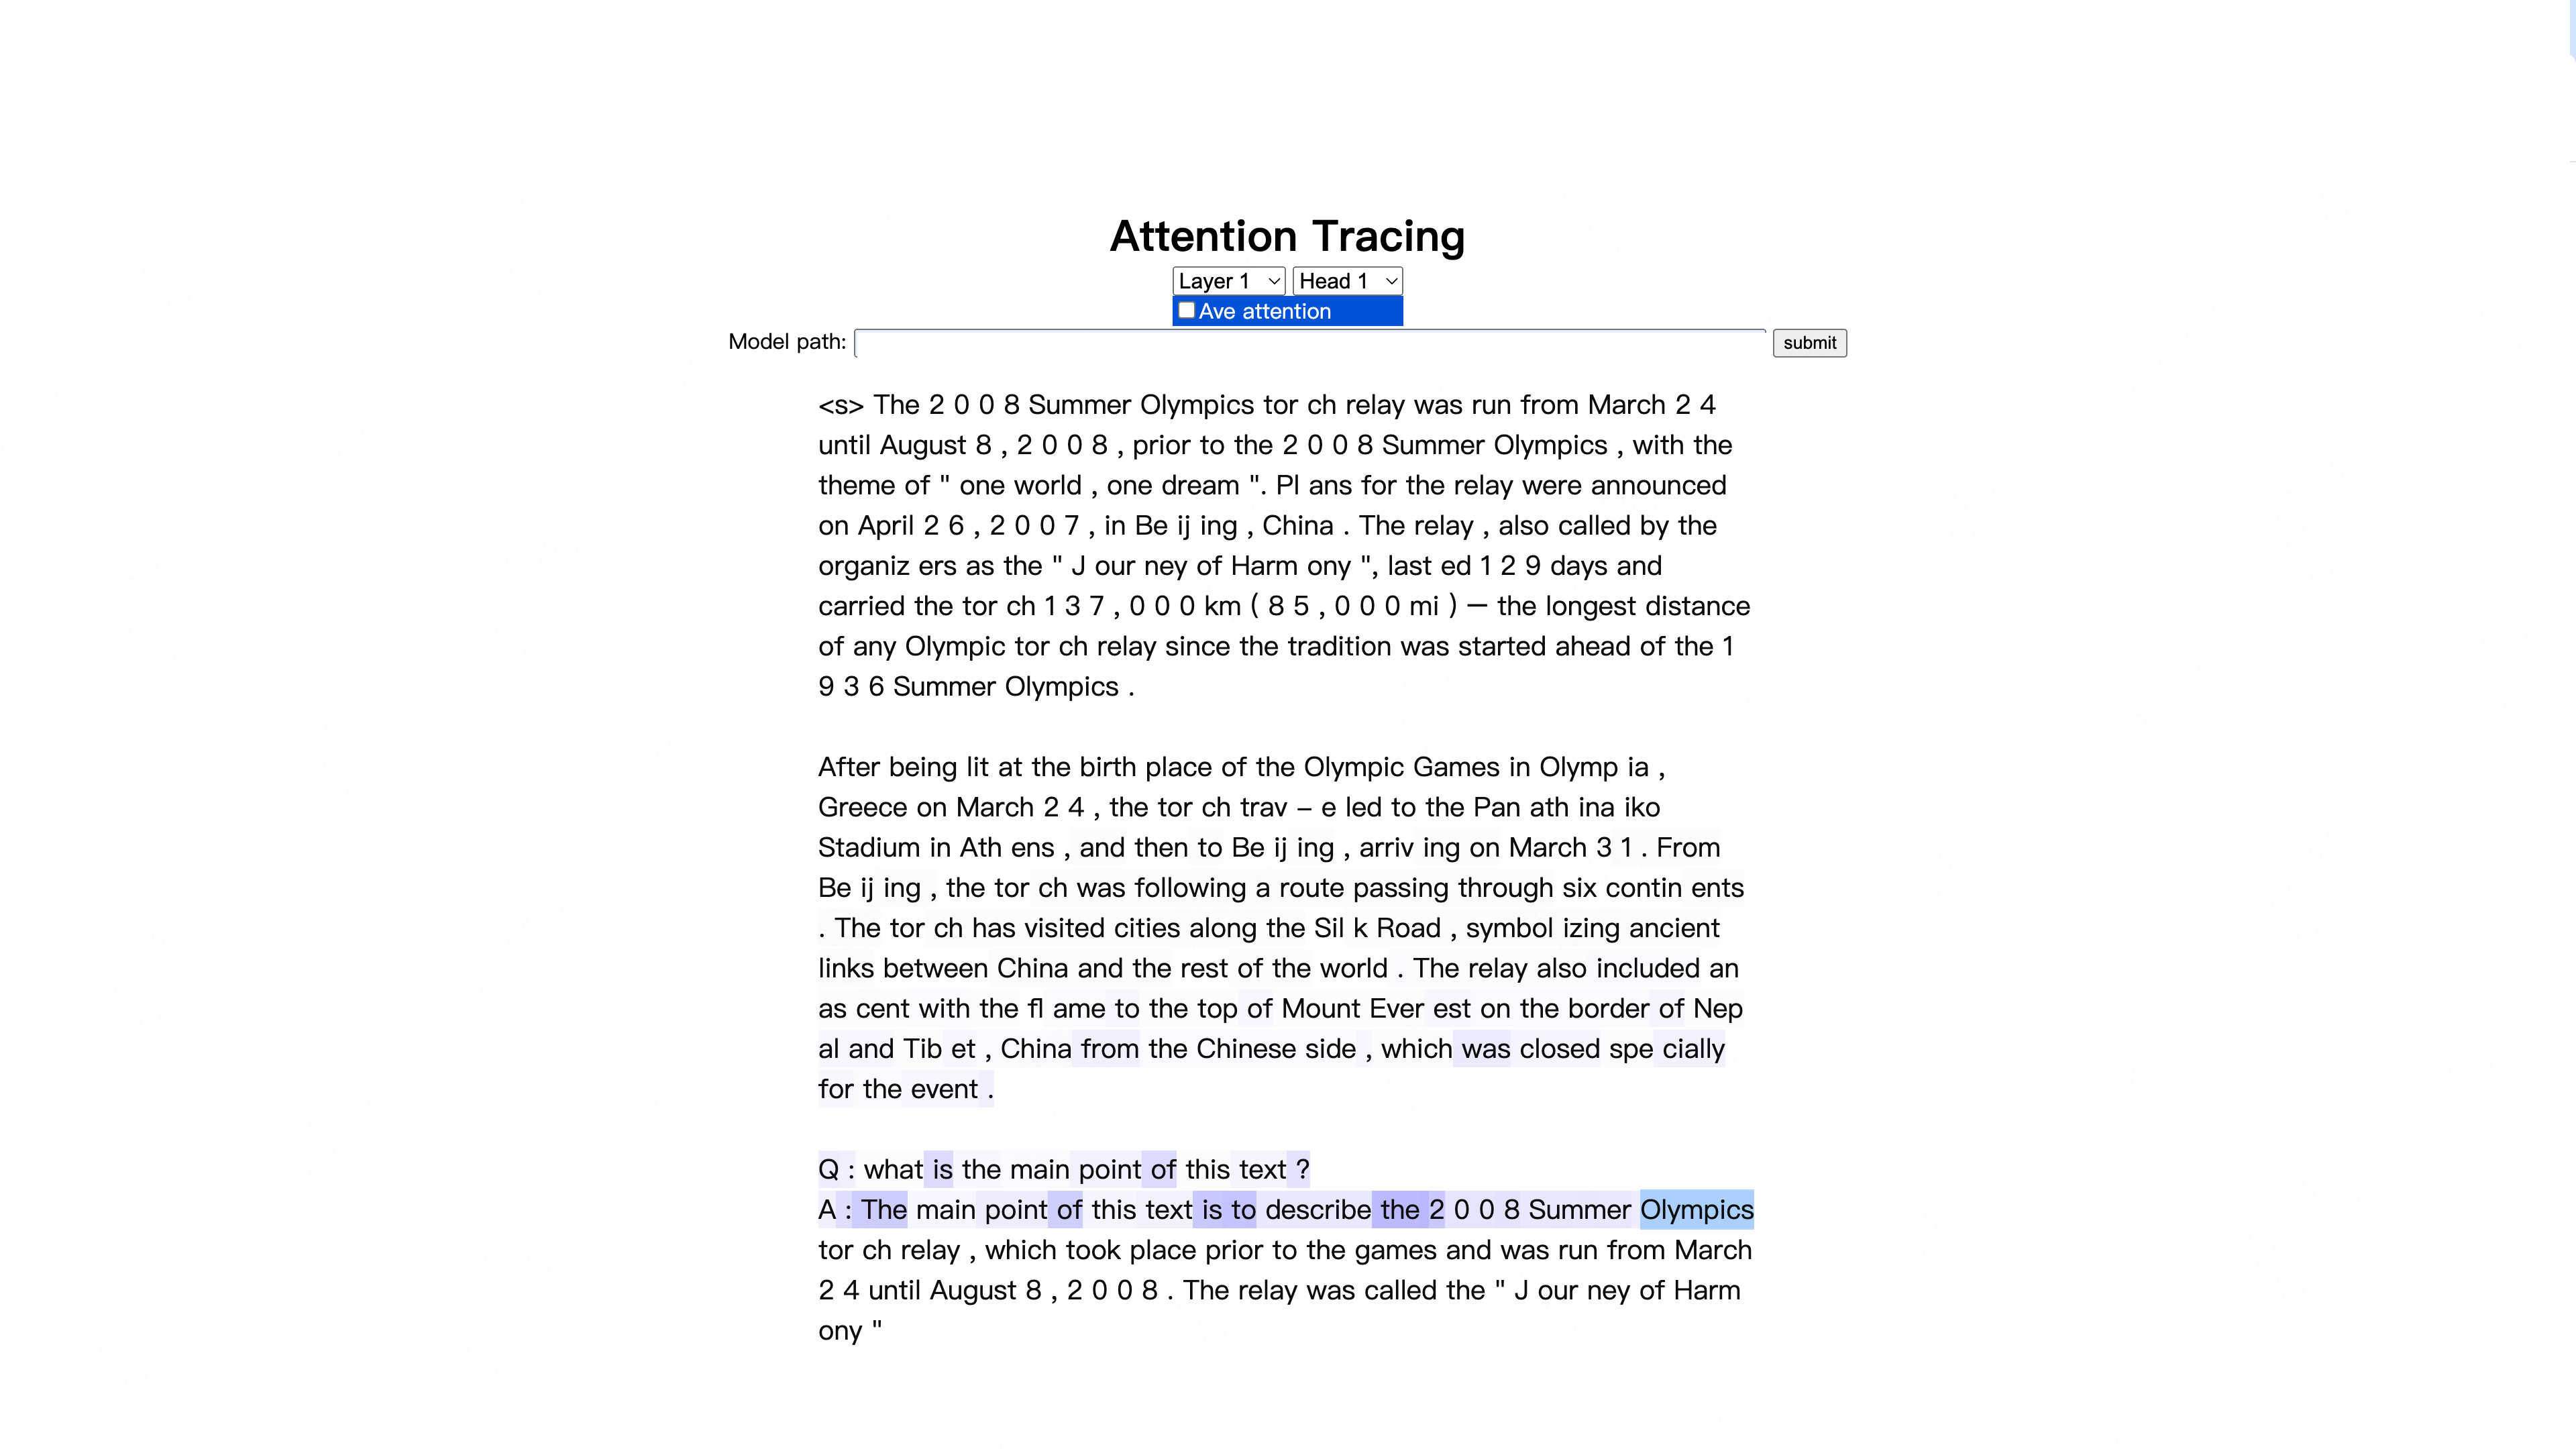 Attention Tracing
Layer 1 Head 1
Ave attention
Model path: submit
<s> The 2 0 0 8 Summer Olympics tor ch relay was run from March 2 4
until August 8 , 2 0 0 8 , prior to the 2 0 0 8 Summer Olympics , with the
theme of " one world , one dream ". Pl ans for the relay were announced
on April 2 6 , 2 0 0 7 , in Be ij ing , China . The relay , also called by the
organiz ers as the " J our ney of Harm ony ", last ed 1 2 9 days and
carried the tor ch 1 3 7 , 0 0 0 km ( 8 5 , 0 0 0 mi ) — the longest distance
of any Olympic tor ch relay since the tradition was started ahead of the 1
9 3 6 Summer Olympics .
After being lit at the birth place of the Olympic Games in Olymp ia ,
Greece on March 2 4 , the tor ch trav – e led to the Pan ath ina iko
Stadium in Ath ens , and then to Be ij ing , arriv ing on March 3 1 . From
Be ij ing , the tor ch was following a route passing through six contin ents
. The tor ch has visited cities along the Sil k Road , symbol izing ancient
links between China and the rest of the world . The relay also included an
as cent with the fl ame to the top of Mount Ever est on the border of Nep
al and Tib et , China from the Chinese side , which was closed spe cially
for the event .
Q : what is the main point of this text ?
A : The main point of this text is to describe the 2 0 0 8 Summer Olympics
tor ch relay , which took place prior to the games and was run from March
2 4 until August 8 , 2 0 0 8 . The relay was called the " J our ney of Harm
ony "